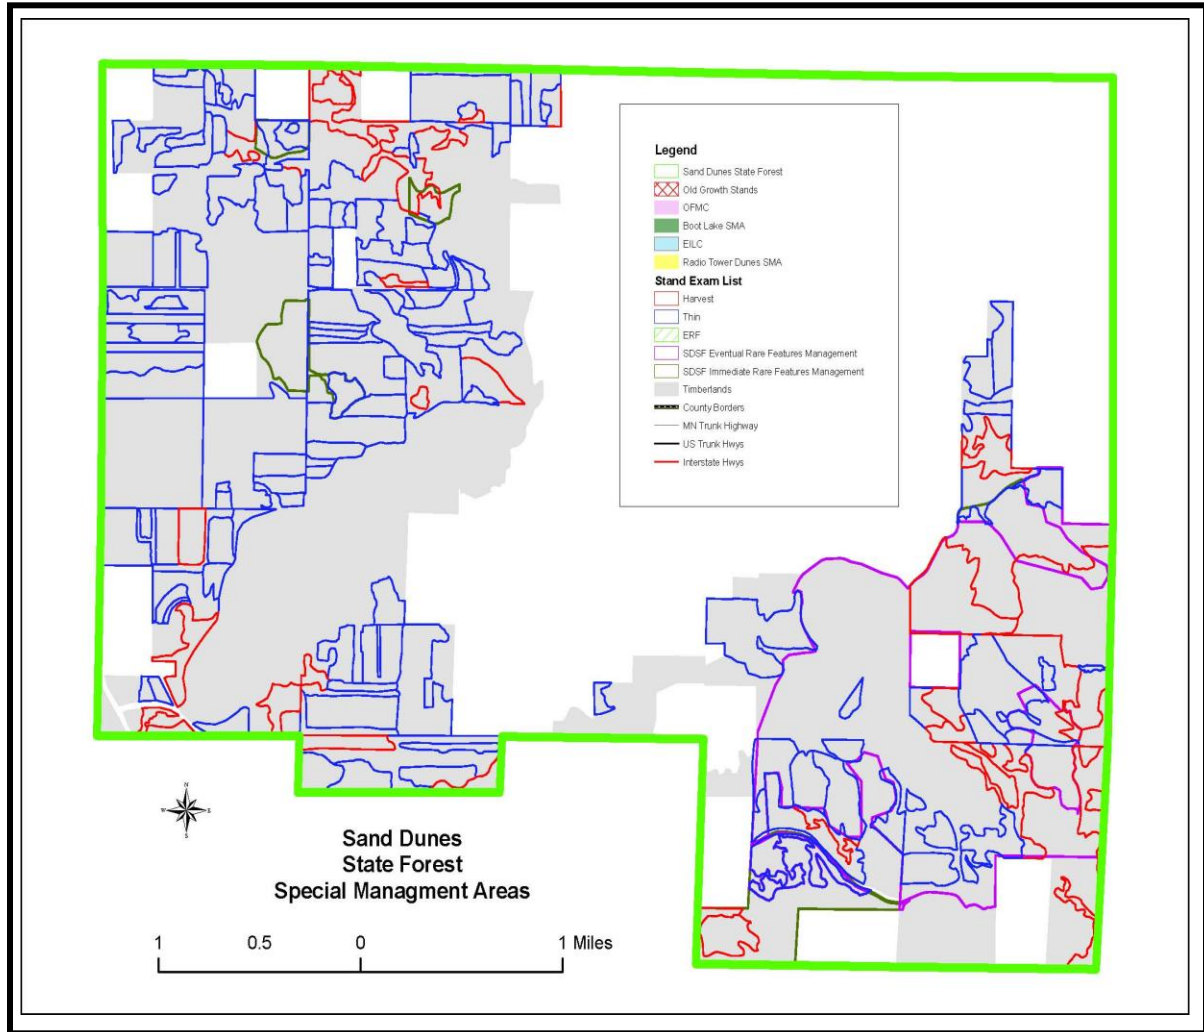 Legend
Sand Dunes State Forest
Old Growth Stands
OFMC
Boot Lake SMA
EILC
Radio Tower Dunes SMA
Stand Exam List
Harvest
Thin
ERF
SDSF Eventual Rare Features Management
SDSF Immediate Rare Features Management
Timberlands
County Borders
MN Trunk Highway
US Trunk Hwys
Interstate Hwys
N
W
S
Sand Dunes
State Forest
Special Managment Areas
1 0.5 0 1 Miles